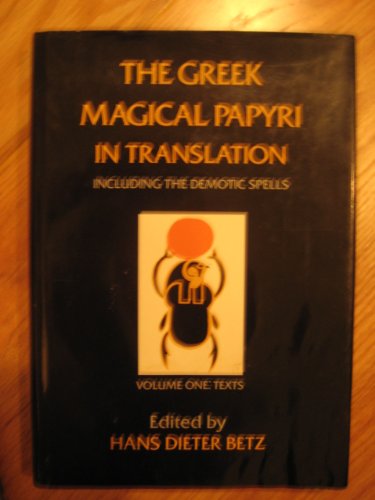 THE GREEK
MAGICAL PAPYRI
IN TRANSLATION
INCLUDING THE DEMOTIC SPELLS
VOLUME ONE: TEXTS
Edited by
HANS DIETER BETZ